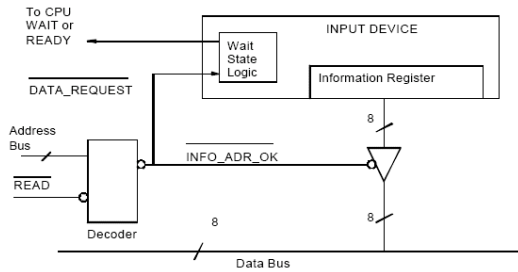 To CPU
WAIT or
READY
INPUT DEVICE
Wait
State
Logic
Information Register
DATA_REQUEST
8
Address
Bus
INFO_ADR_OK
READ
8
8
Decoder
Data Bus